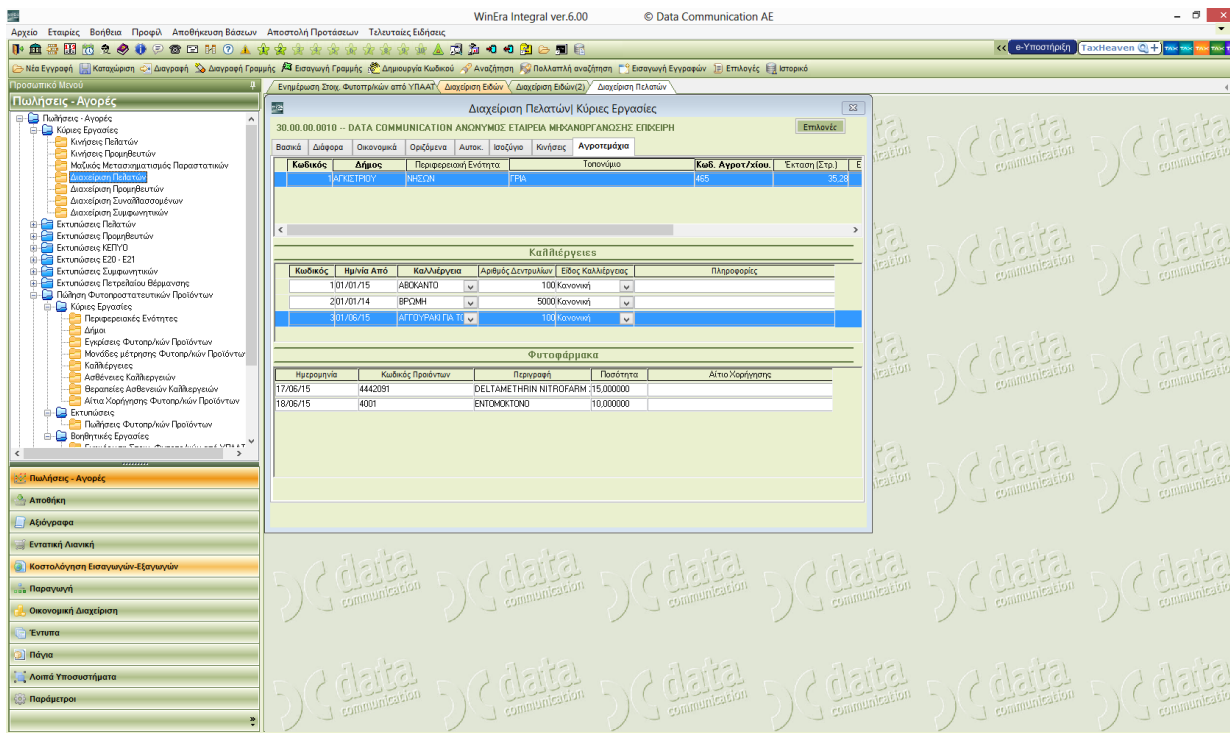 WinEra Integral ver.6.00 © Data Communication AE
Αρχείο Εταιρίες Βοήθεια Προφίλ Αποθήκευση Βάσεων Αποστολή Προτάσεων Τελευταίες Ειδήσεις
e-Υποστήριξη TaxHeaven
Νέα Εγγραφή Καταχώριση Διαγραφή Διαγραφή Γραμμής Εισαγωγή Γραμμής Δημιουργία Κωδικού Αναζήτηση Πολλαπλή αναζήτηση Εισαγωγή Εγγραφών Επιλογές Ιστορικό
Προσωπικό Μενού
Ενημέρωση Στοιχ. Φυτοπρ/κών από ΥΠΑΑΤ Διαχείριση Ειδών Διαχείριση Ειδών(2) Διαχείριση Πελατών
Πωλήσεις - Αγορές
Πωλήσεις - Αγορές
Κύριες Εργασίες
Κινήσεις Πελατών
Κινήσεις Προμηθευτών
Μαζικός Μετασχηματισμός Παραστατικών
Διαχείριση Πελατών
Διαχείριση Προμηθευτών
Διαχείριση Συναλλασσομένων
Διαχείριση Συμφωνητικών
Εκτυπώσεις Πελατών
Εκτυπώσεις Προμηθευτών
Εκτυπώσεις ΚΕΠΥΟ
Εκτυπώσεις Ε20 - Ε21
Εκτυπώσεις Συμφωνητικών
Εκτυπώσεις Πετρελαίου Θέρμανσης
Πώληση Φυτοπροστατευτικών Προϊόντων
Κύριες Εργασίες
Περιφερειακές Ενότητες
Δήμοι
Εγκρίσεις Φυτοπρ/κών Προϊόντων
Μονάδες μέτρησης Φυτοπρ/κών Προϊόντω
Καλλιέργειες
Ασθένειες Καλλιεργειών
Θεραπείες Ασθενειών Καλλιεργειών
Αίτια Χορήγησης Φυτοπρ/κών Προϊόντων
Εκτυπώσεις
Πωλήσεις Φυτοπρ/κών Προϊόντων
Βοηθητικές Εργασίες
Πωλήσεις - Αγορές
Αποθήκη
Αξιόγραφα
Εντατική Λιανική
Κοστολόγηση Εισαγωγών-Εξαγωγών
Παραγωγή
Οικονομική Διαχείριση
Έντυπα
Πάγια
Λοιπά Υποσυστήματα
Παράμετροι
Διαχείριση Πελατών| Κύριες Εργασίες
30.00.00.0010 -- DATA COMMUNICATION ΑΝΩΝΥΜΟΣ ΕΤΑΙΡΕΙΑ ΜΗΧΑΝΟΡΓΑΝΩΣΗΣ ΕΠΙΧΕΙΡΗ Επιλογές
Βασικά Διάφορα Οικονομικά Οριζόμενα Αυτοκ. Ισοζύγιο Κινήσεις Αγροτεμάχια
Κωδικός Δήμος Περιφερειακή Ενότητα Τοπονύμιο Κωδ. Αγροτ/χίου. Έκταση (Στρ.) Ε
1 ΑΓΚΙΣΤΡΙΟΥ ΝΗΣΩΝ ΓΡΙΑ 465 35,28
Καλλιέργειες
Κωδικός Ημ/νία Από Καλλιέργεια Αριθμός Δεντρυλίων Είδος Καλλιέργειας Πληροφορίες
1 01/01/15 ΑΒΟΚΑΝΤΟ 100 Κανονική
2 01/01/14 ΒΡΩΜΗ 5000 Κανονική
3 01/06/15 ΑΓΓΟΥΡΑΚΙ ΓΙΑ ΤΟ 100 Κανονική
Φυτοφάρμακα
Ημερομηνία Κωδικός Προιόντων Περιγραφή Ποσότητα Αίτιο Χορήγησης
17/06/15 4442091 DELTAMETHRIN NITROFARM 15,000000
18/06/15 4001 ΕΝΤΟΜΟΚΤΟΝΟ 10,000000
data communication